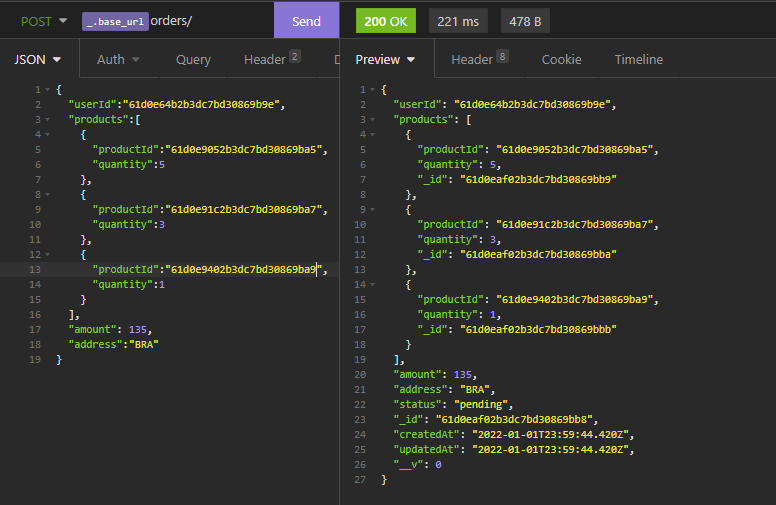 POST _.base_url orders/ Send 200 OK 221 ms 478 B
JSON Auth Query Header 2 D Preview Header 8 Cookie Timeline
1 {
2 "userId":"61d0e64b2b3dc7bd30869b9e",
3 "products":[
4 {
5 "productId":"61d0e9052b3dc7bd30869ba5",
6 "quantity":5
7 },
8 {
9 "productId":"61d0e91c2b3dc7bd30869ba7",
10 "quantity":3
11 },
12 {
13 "productId":"61d0e9402b3dc7bd30869ba9",
14 "quantity":1
15 }
16 ],
17 "amount": 135,
18 "address":"BRA"
19 }
1 {
2 "userId": "61d0e64b2b3dc7bd30869b9e",
3 "products": [
4 {
5 "productId": "61d0e9052b3dc7bd30869ba5",
6 "quantity": 5,
7 "_id": "61d0eaf02b3dc7bd30869bb9"
8 },
9 {
10 "productId": "61d0e91c2b3dc7bd30869ba7",
11 "quantity": 3,
12 "_id": "61d0eaf02b3dc7bd30869bba"
13 },
14 {
15 "productId": "61d0e9402b3dc7bd30869ba9",
16 "quantity": 1,
17 "_id": "61d0eaf02b3dc7bd30869bbb"
18 }
19 ],
20 "amount": 135,
21 "address": "BRA",
22 "status": "pending",
23 "_id": "61d0eaf02b3dc7bd30869bb8",
24 "createdAt": "2022-01-01T23:59:44.420Z",
25 "updatedAt": "2022-01-01T23:59:44.420Z",
26 "__v": 0
27 }